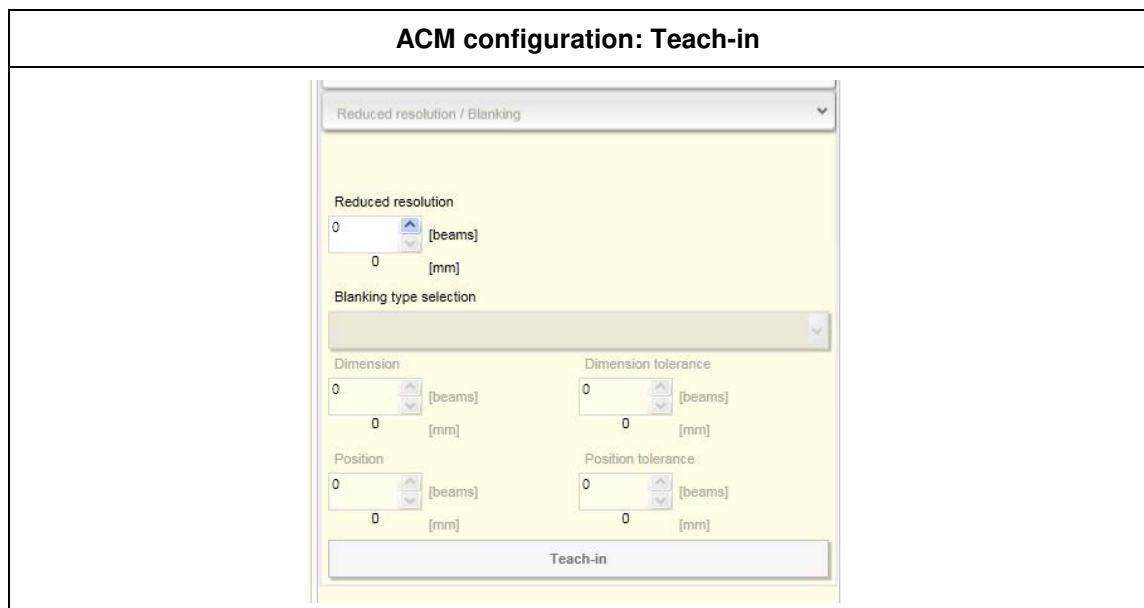 ACM configuration: Teach-in
Reduced resolution / Blanking
Reduced resolution
0 [beams]
0 [mm]
Blanking type selection
Dimension Dimension tolerance
0 [beams] 0 [beams]
0 [mm] 0 [mm]
Position Position tolerance
0 [beams] 0 [beams]
0 [mm] 0 [mm]
Teach-in